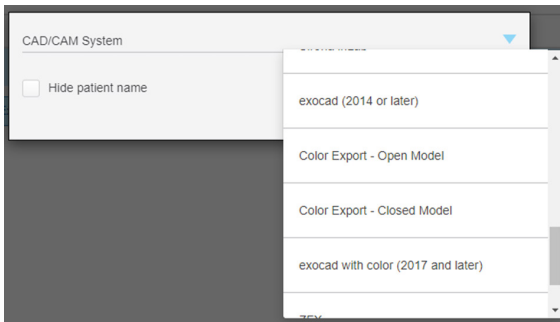 CAD/CAM System
Hide patient name
exocad (2014 or later)
Color Export - Open Model
Color Export - Closed Model
exocad with color (2017 and later)